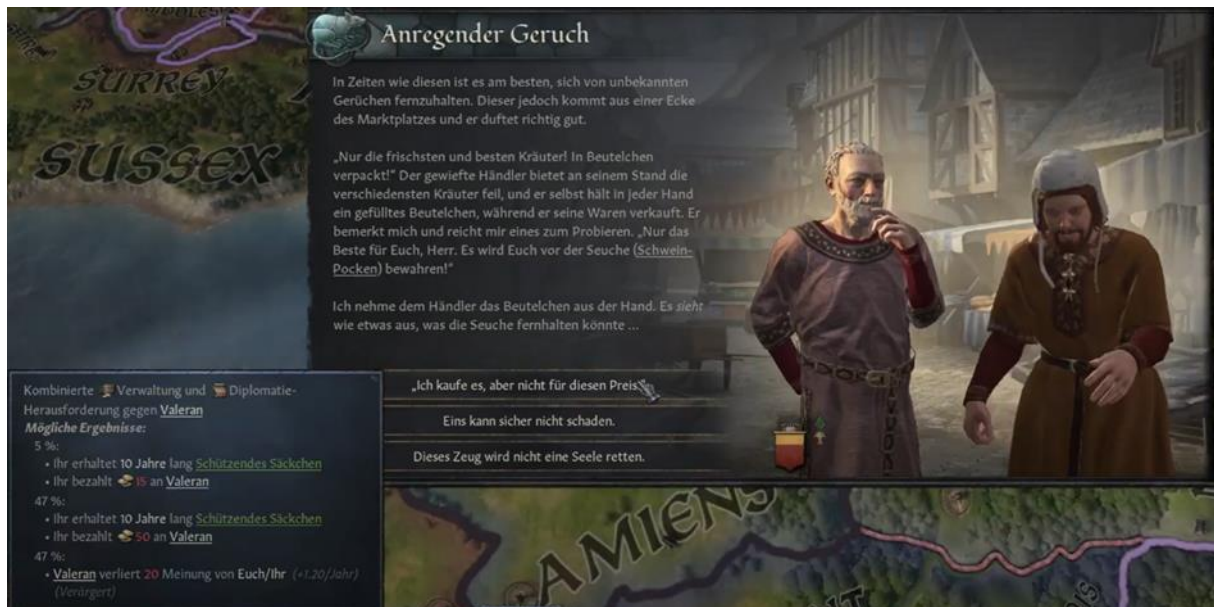 DDLESE
SURREY
SUSSEX
Anregender Geruch
In Zeiten wie diesen ist es am besten, sich von unbekannten
Gerüchen fernzuhalten. Dieser jedoch kommt aus einer Ecke
des Marktplatzes und er duftet richtig gut.
„Nur die frischsten und besten Kräuter! In Beutelchen
verpackt!“ Der gewiefte Händler bietet an seinem Stand die
verschiedensten Kräuter feil, und er selbst hält in jeder Hand
ein gefülltes Beutelchen, während er seine Waren verkauft. Er
bemerkt mich und reicht mir eines zum Probieren. „Nur das
Beste für Euch, Herr. Es wird Euch vor der Seuche (Schwein-
Pocken) bewahren!“
Ich nehme dem Händler das Beutelchen aus der Hand. Es sieht
wie etwas aus, was die Seuche fernhalten könnte ...
„Ich kaufe es, aber nicht für diesen Preis.
Eins kann sicher nicht schaden.
Dieses Zeug wird nicht eine Seele retten.
Kombinierte Verwaltung und Diplomatie-
Herausforderung gegen Valeran
Mögliche Ergebnisse:
5 %:
• Ihr erhaltet 10 Jahre lang Schützendes Säckchen
• Ihr bezahlt 15 an Valeran
47 %:
• Ihr erhaltet 10 Jahre lang Schützendes Säckchen
• Ihr bezahlt 50 an Valeran
47 %:
• Valeran verliert 20 Meinung von Euch/Ihr (+1.20/Jahr)
(Verärgert)
AMIENS